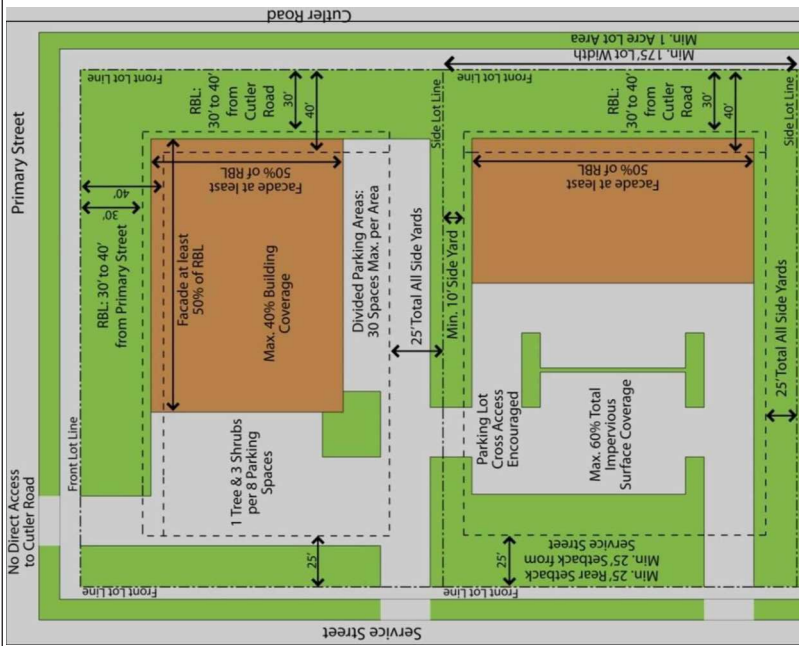 Cutler Road
Min. 1 Acre Lot Area
Min. 175' Lot Width
Front Lot Line
Front Lot Line
Primary Street
RBL:
30' to 40'
from
Cutler
Road
30'
40'
Side Lot Line
RBL:
30' to 40'
from
Cutler
Road
30'
40'
Side Lot Line
40'
30'
RBL: 30' to 40'
from Primary Street
Facade at least
50% of RBL
Facade at least
50% of RBL
Max. 40% Building
Coverage
Divided Parking Areas:
30 Spaces Max. per Area
25' Total All Side Yards
Min. 10' Side Yard
Facade at least
50% of RBL
25' Total All Side Yards
Front Lot Line
1 Tree & 3 Shrubs
per 8 Parking
Spaces
Parking Lot
Cross Access
Encouraged
Max. 60% Total
Impervious
Surface Coverage
No Direct Access
to Cutler Road
25'
25'
Min. 25' Rear Setback
Min. 25' Setback from
Service Street
Front Lot Line
Front Lot Line
Service Street